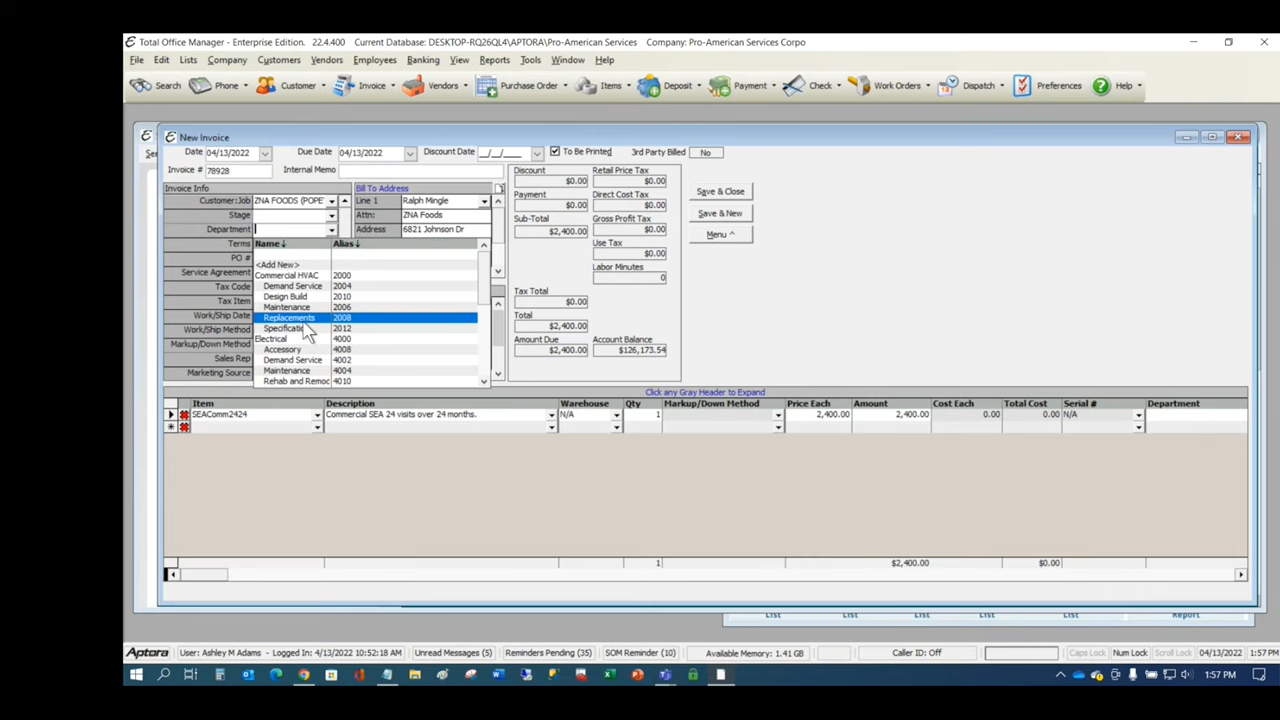 Total Office Manager - Enterprise Edition. 22.4.400 Current Database: DESKTOP-RQ26QL4\APTORA\Pro-American Services Company: Pro-American Services Corpo
File Edit Lists Company Customers Vendors Employees Banking View Reports Tools Window Help
Search Phone Customer Invoice Vendors Purchase Order Items Deposit Payment Check Work Orders Dispatch Preferences Help
New Invoice
Date 04/13/2022 Due Date 04/13/2022 Discount Date __/__/____ To Be Printed 3rd Party Billed No
Invoice # 78928 Internal Memo
Invoice Info Bill To Address
Customer:Job ZNA FOODS (POPE Line 1 Ralph Mingle
Stage Attn: ZNA Foods
Department Address 6821 Johnson Dr
Terms Name Alias
PO #
<Add New>
Service Agreement Commercial HVAC 2000
Tax Code Demand Service 2004
Design Build 2010
Tax Item Maintenance 2006
Work/Ship Date Replacements 2008
Work/Ship Method Specificatio 2012
Markup/Down Method Electrical 4000
Accessory 4008
Sales Rep Demand Service 4002
Marketing Source Maintenance 4004
Rehab and Remoc 4010
Discount Retail Price Tax
$0.00 $0.00
Payment Direct Cost Tax
$0.00 $0.00
Sub-Total Gross Profit Tax
$2,400.00 $0.00
Use Tax
$0.00
Labor Minutes
0
Tax Total
$0.00
Total
$2,400.00
Amount Due Account Balance
$2,400.00 $126,173.54
Save & Close
Save & New
Menu ^
Click any Gray Header to Expand
Item Description Warehouse Qty Markup/Down Method Price Each Amount Cost Each Total Cost Serial # Department
SEAComm2424 Commercial SEA 24 visits over 24 months. N/A 1 2,400.00 2,400.00 0.00 0.00 N/A
1 $2,400.00 $0.00
List List List List Report
Aptora User: Ashley M Adams - Logged In: 4/13/2022 10:52:18 AM Unread Messages (5) Reminders Pending (35) SOM Reminder (10) Available Memory: 1.41 GB Caller ID: Off Caps Lock Num Lock Scroll Lock 04/13/2022 1:57 PM
1:57 PM